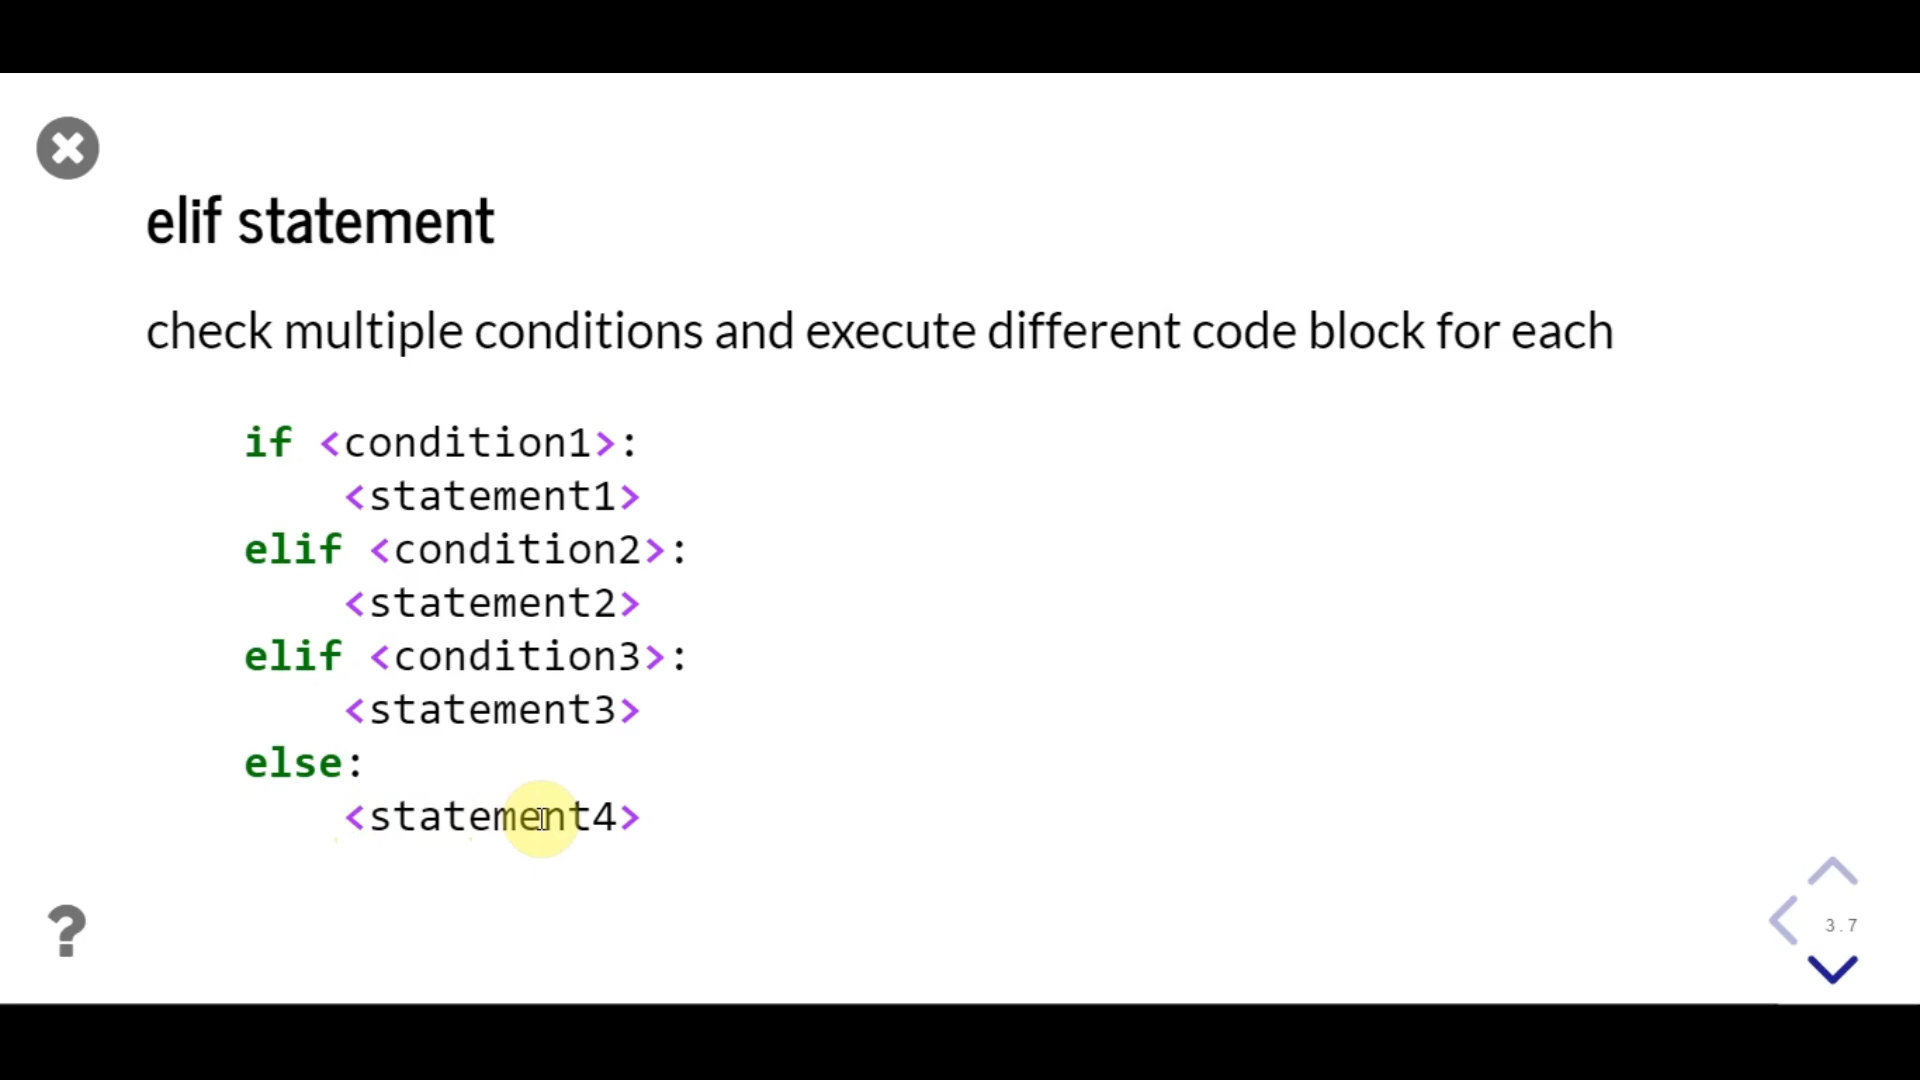 elif statement
check multiple conditions and execute different code block for each
if <condition1>:
    <statement1>
elif <condition2>:
    <statement2>
elif <condition3>:
    <statement3>
else:
    <statement4>
?
3.7